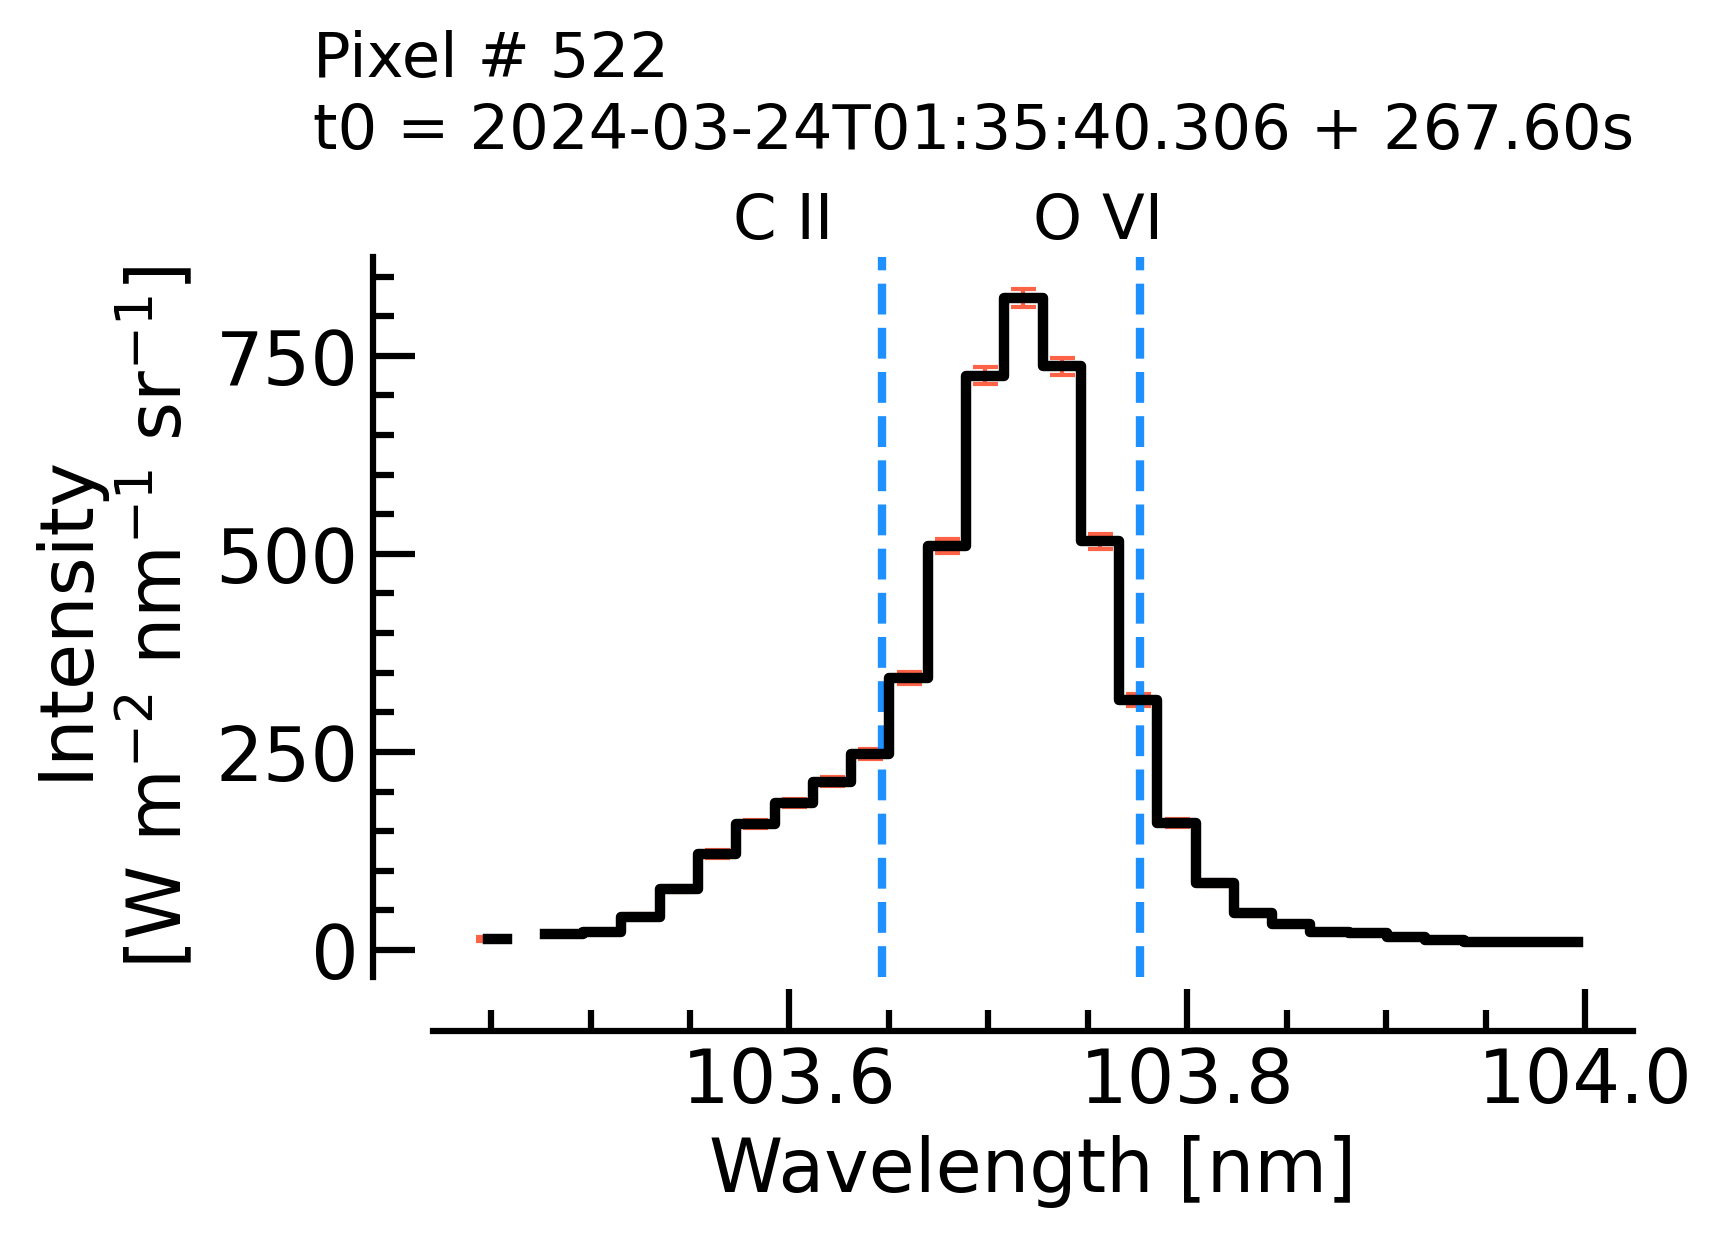 Pixel # 522
t0 = 2024-03-24T01:35:40.306 + 267.60s
C II O VI
Intensity
[W m⁻² nm⁻¹ sr⁻¹]
750
500
250
0
103.6 103.8 104.0
Wavelength [nm]